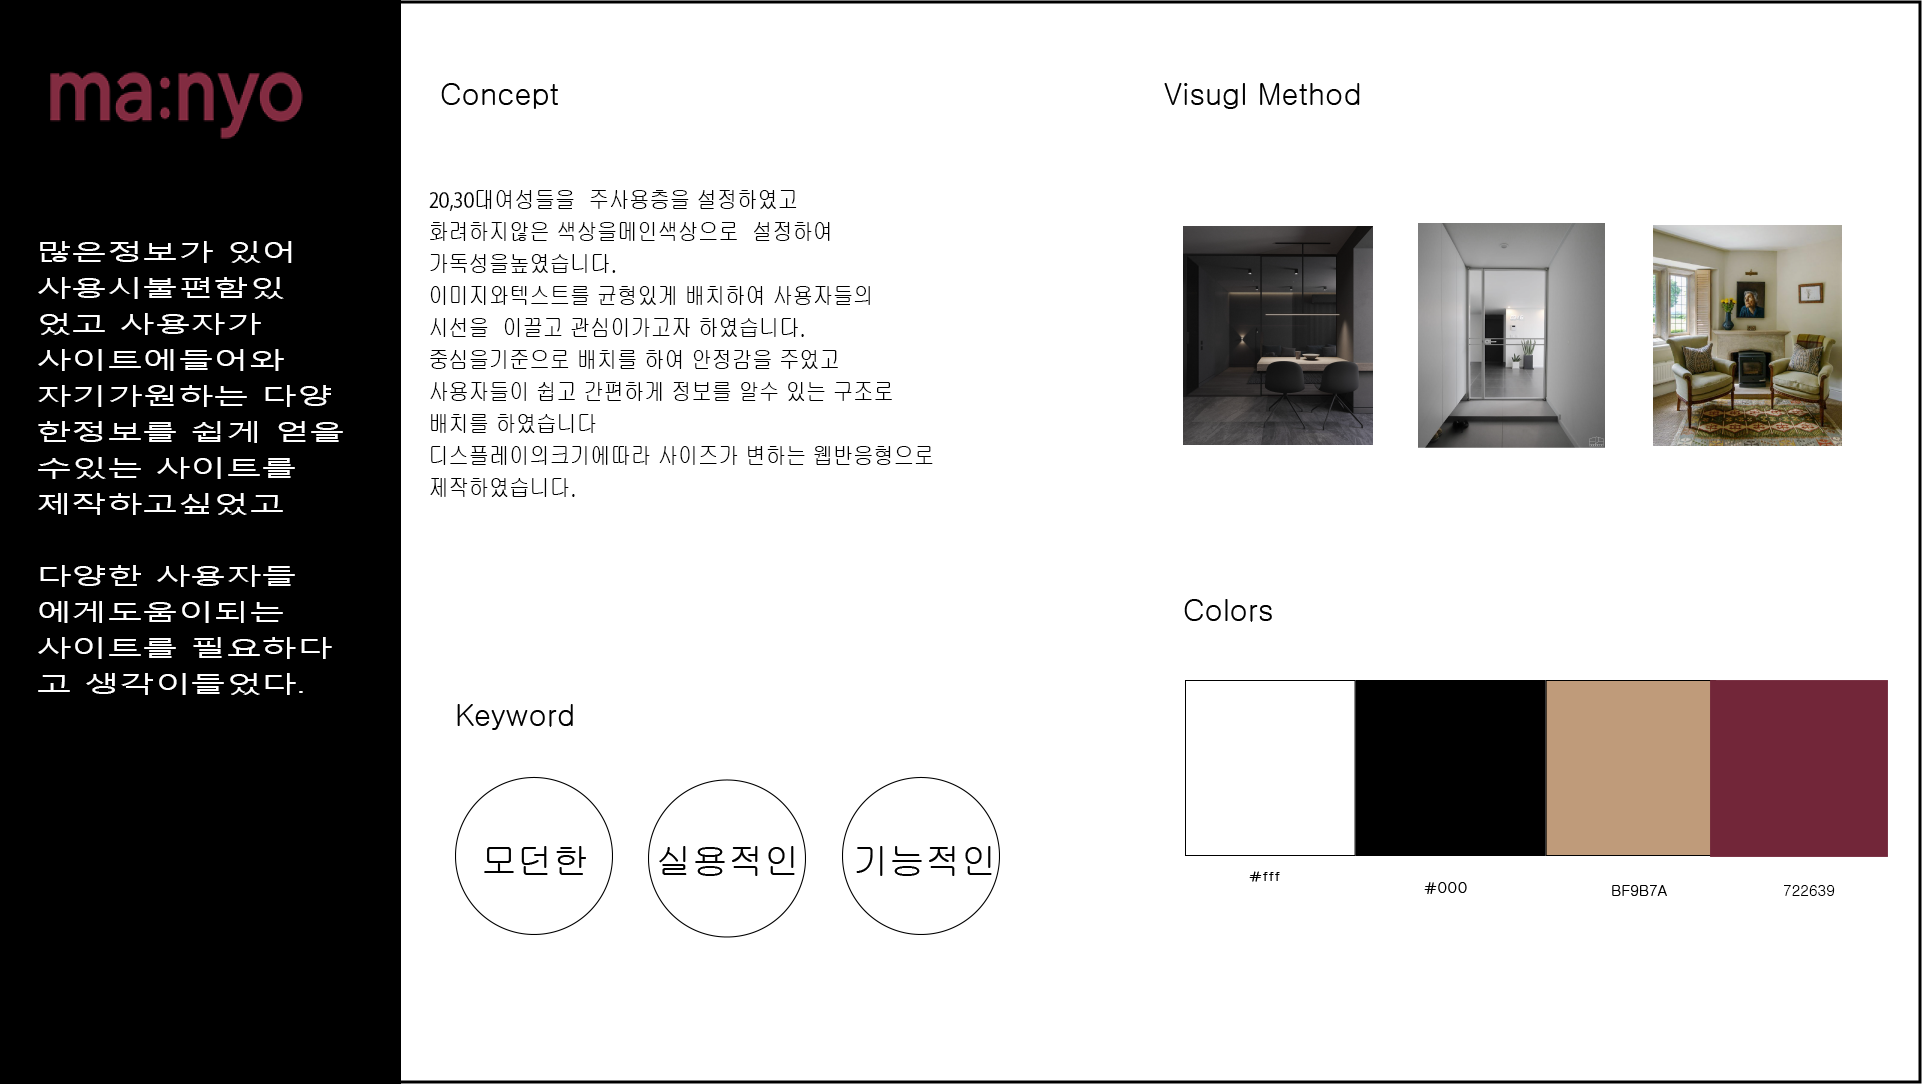 ma:nyo
많은정보가 있어
사용시불편함있
었고 사용자가
사이트에들어와
자기가원하는 다양
한정보를 쉽게 얻을
수있는 사이트를
제작하고싶었고
다양한 사용자들
에게도움이되는
사이트를 필요하다
고 생각이들었다.
Concept
20,30대여성들을 주사용층을 설정하였고
화려하지않은 색상을메인색상으로 설정하여
가독성을높였습니다.
이미지와텍스트를 균형있게 배치하여 사용자들의
시선을 이끌고 관심이가고자 하였습니다.
중심을기준으로 배치를 하여 안정감을 주었고
사용자들이 쉽고 간편하게 정보를 알수 있는 구조로
배치를 하였습니다
디스플레이의크기에따라 사이즈가 변하는 웹반응형으로
제작하였습니다.
Keyword
모던한
실용적인
기능적인
Visugl Method
Colors
#fff
#000
BF9B7A
722639